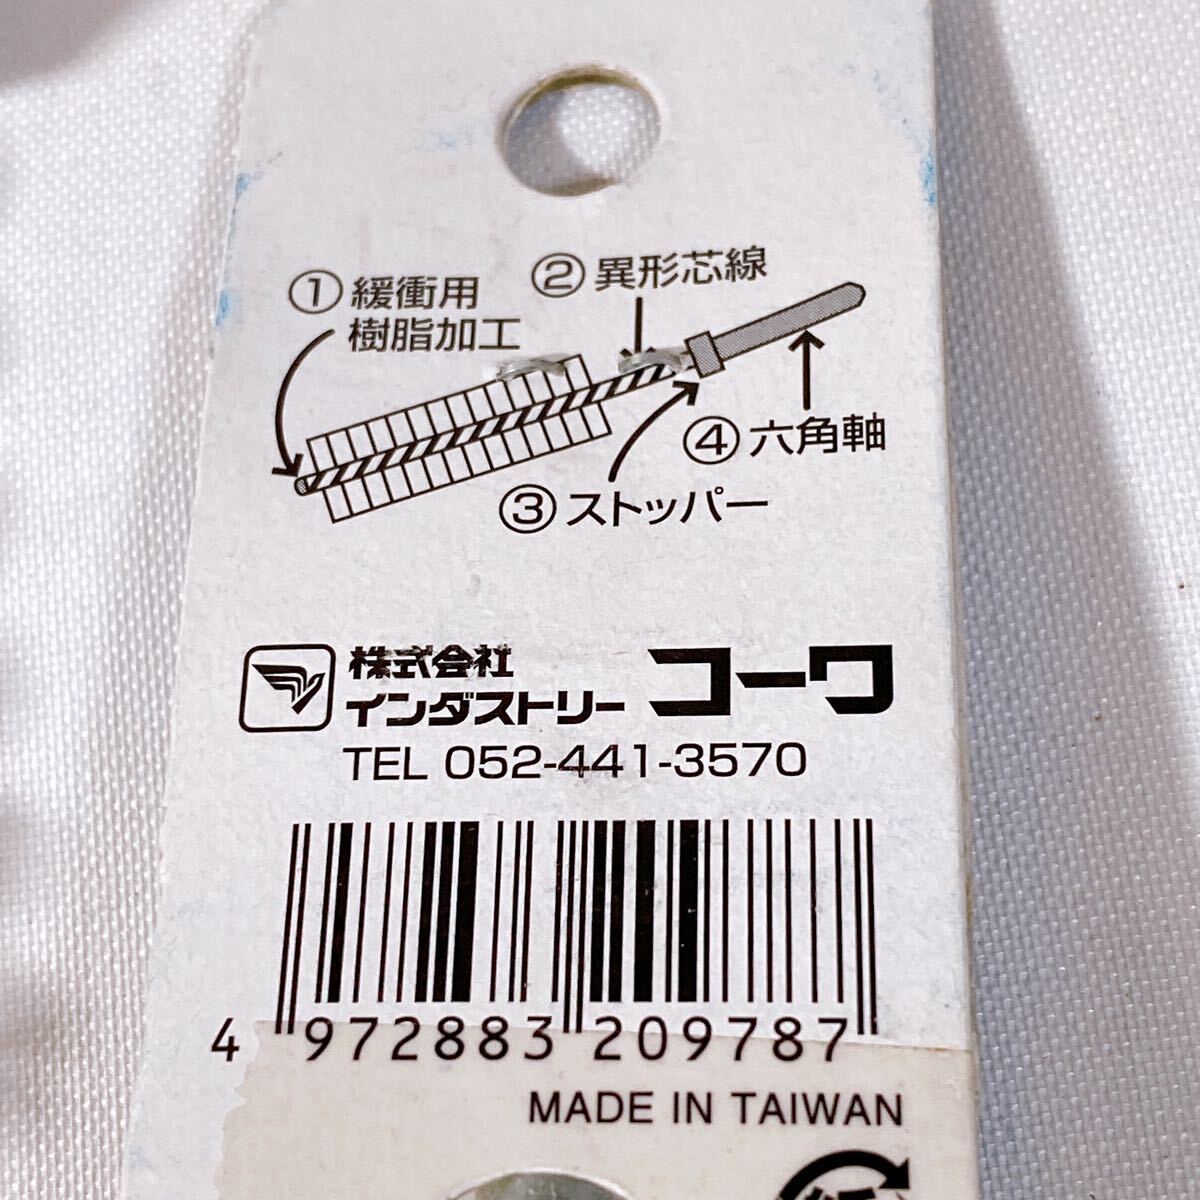 ①緩衝用
樹脂加工
②異形芯線
④六角軸
③ストッパー
株式会社
インダストリー コーワ
TEL 052-441-3570
4 972883 209787
MADE IN TAIWAN